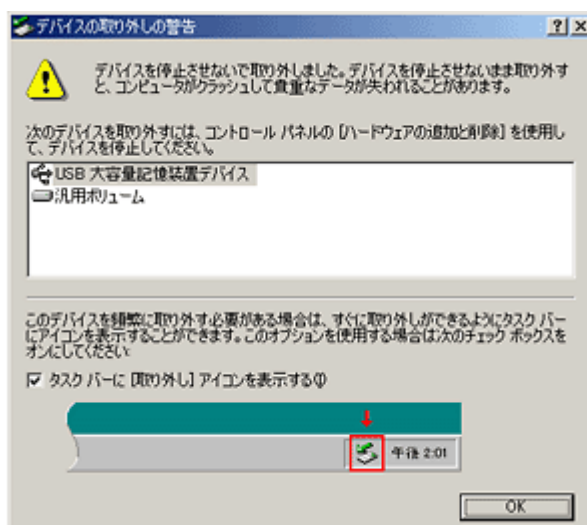 デバイスの取り外しの警告
デバイスを停止させないで取り外しました。デバイスを停止させないまま取り外す
と、コンピュータがクラッシュして貴重なデータが失われることがあります。
次のデバイスを取り外すには、コントロール パネルの [ハードウェアの追加と削除] を使用し
て、デバイスを停止してください。
USB 大容量記憶装置デバイス
汎用ボリューム
このデバイスを頻繁に取り外す必要がある場合は、すぐに取り外しができるようにタスク バー
にアイコンを表示することができます。このオプションを使用する場合は次のチェック ボックスを
オンにしてください:
タスク バーに [取り外し] アイコンを表示する(I)
午後 2:01
OK